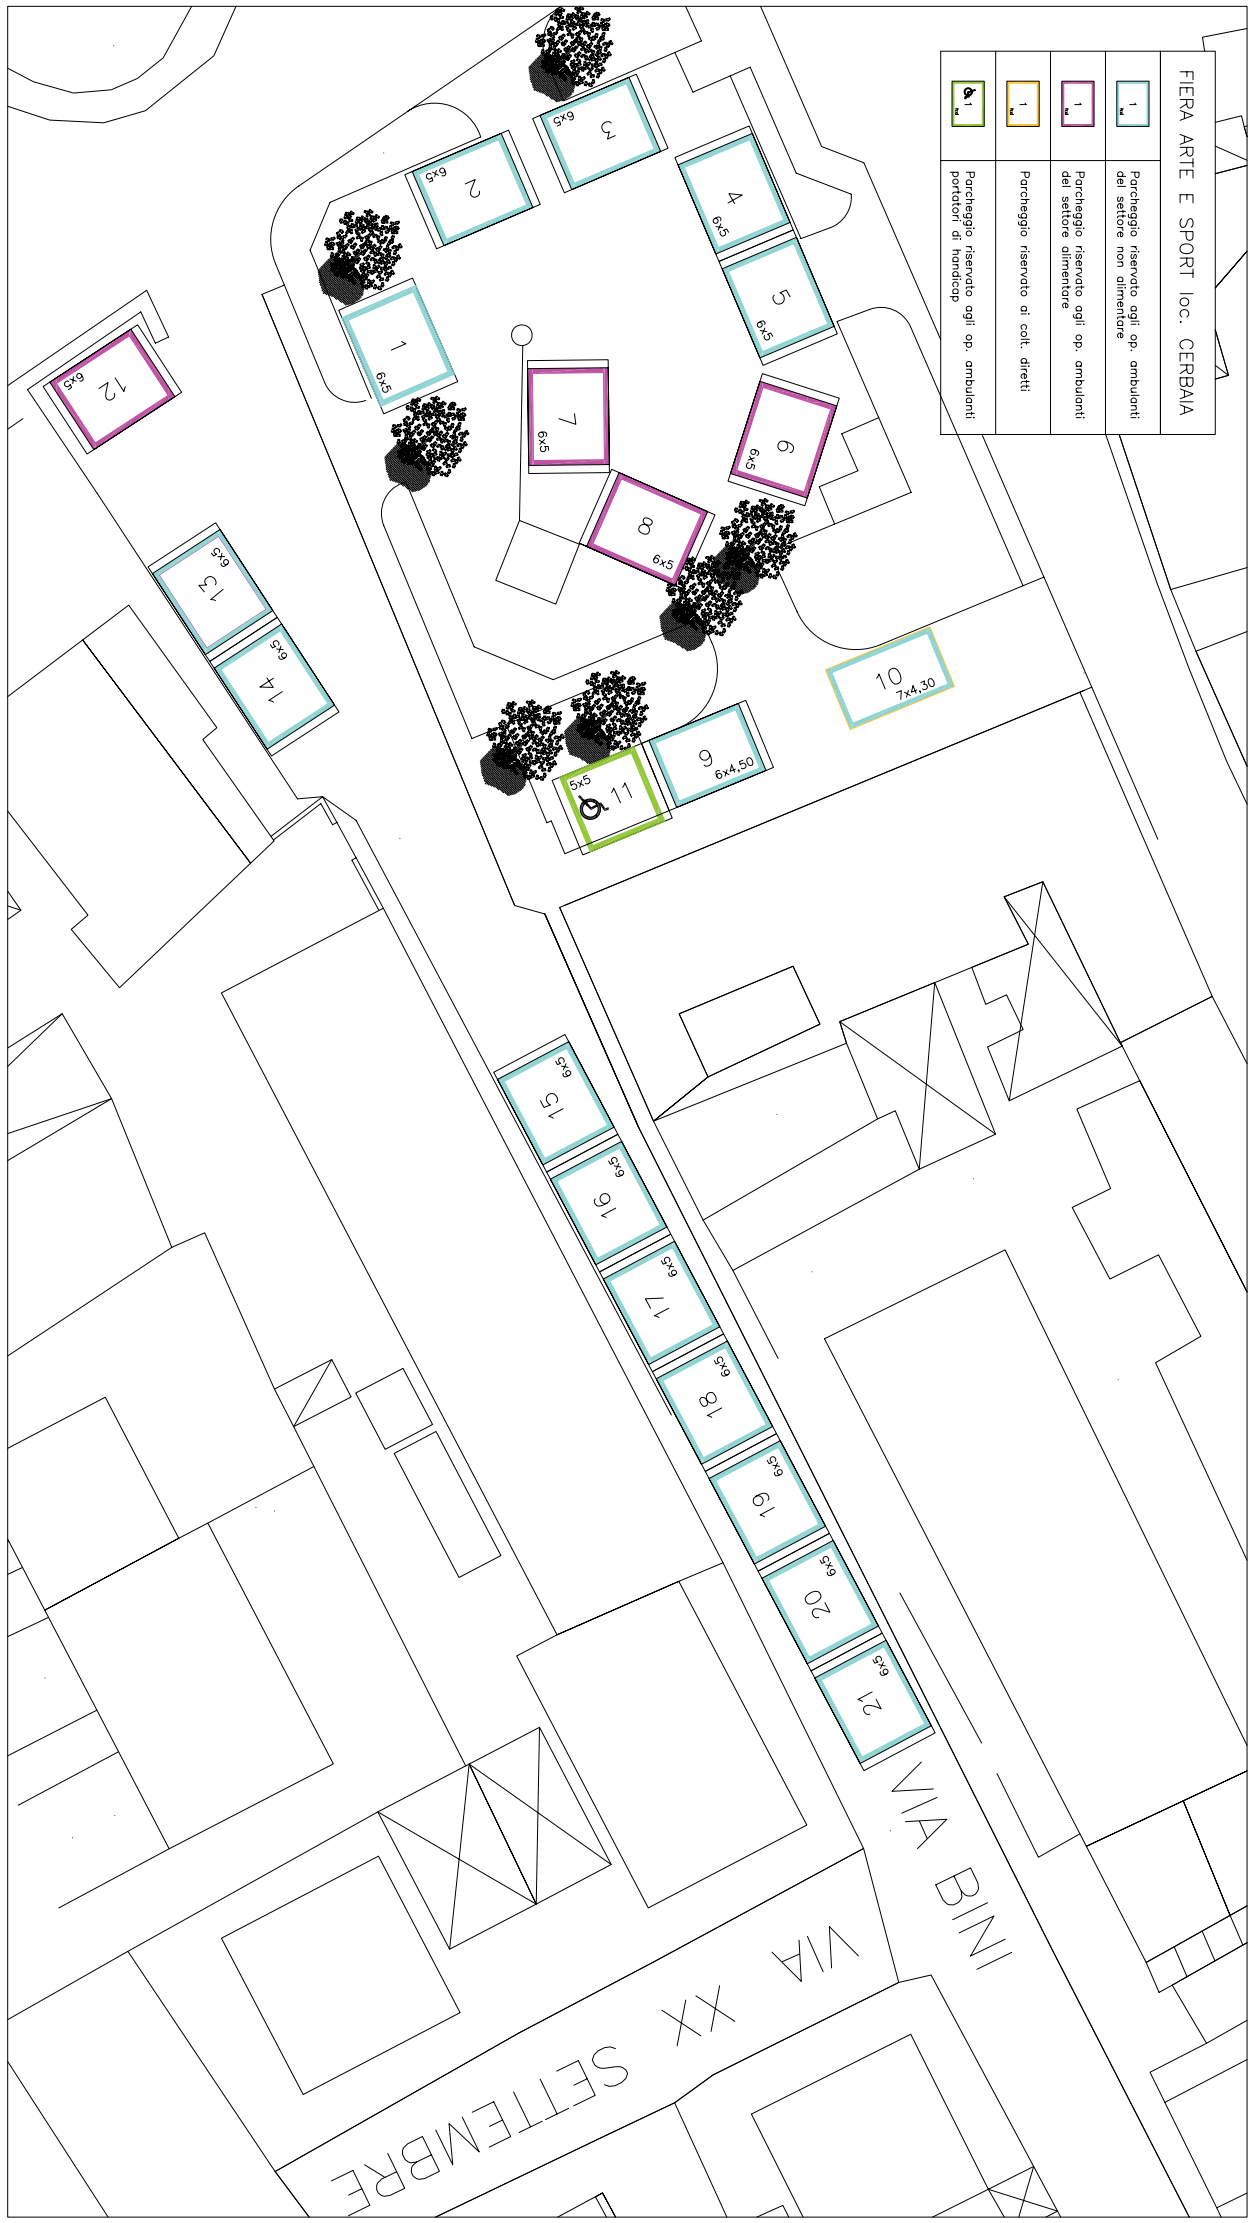 FIERA ARTE E SPORT loc. CERBAIA
1
Parcheggio riservato agli op. ambulanti
del settore non alimentare
1
Parcheggio riservato agli op. ambulanti
del settore alimentare
1
Parcheggio riservato ai colt. diretti
1
Parcheggio riservato agli op. ambulanti
portatori di handicap
1
6x5
2
6x5
3
6x5
4
6x5
5
6x5
6
6x5
7
6x5
8
6x5
9
6x4,50
10
7x4,30
11
5x5
12
6x5
13
6x5
14
6x5
15
6x5
16
6x5
17
6x5
18
6x5
19
6x5
20
6x5
21
6x5
VIA BINI
VIA XX SETTEMBRE